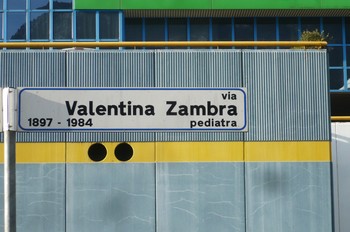 via
Valentina Zambra
1897 - 1984 pediatra